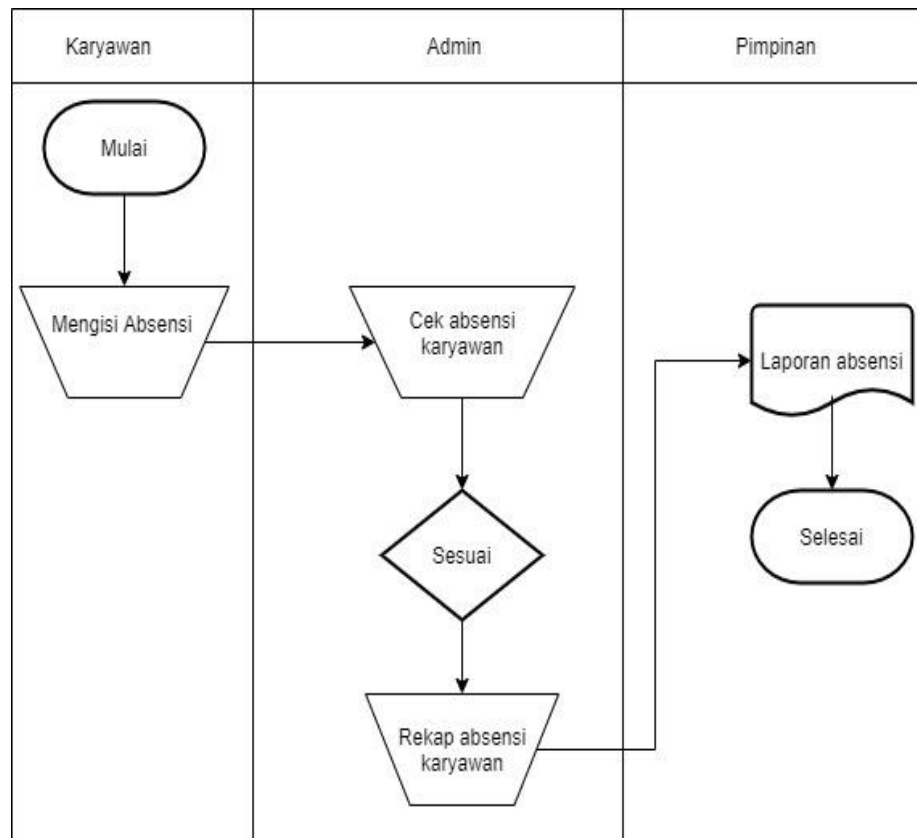 Karyawan
Admin
Pimpinan
Mulai
Mengisi Absensi
Cek absensi
karyawan
Sesuai
Rekap absensi
karyawan
Laporan absensi
Selesai